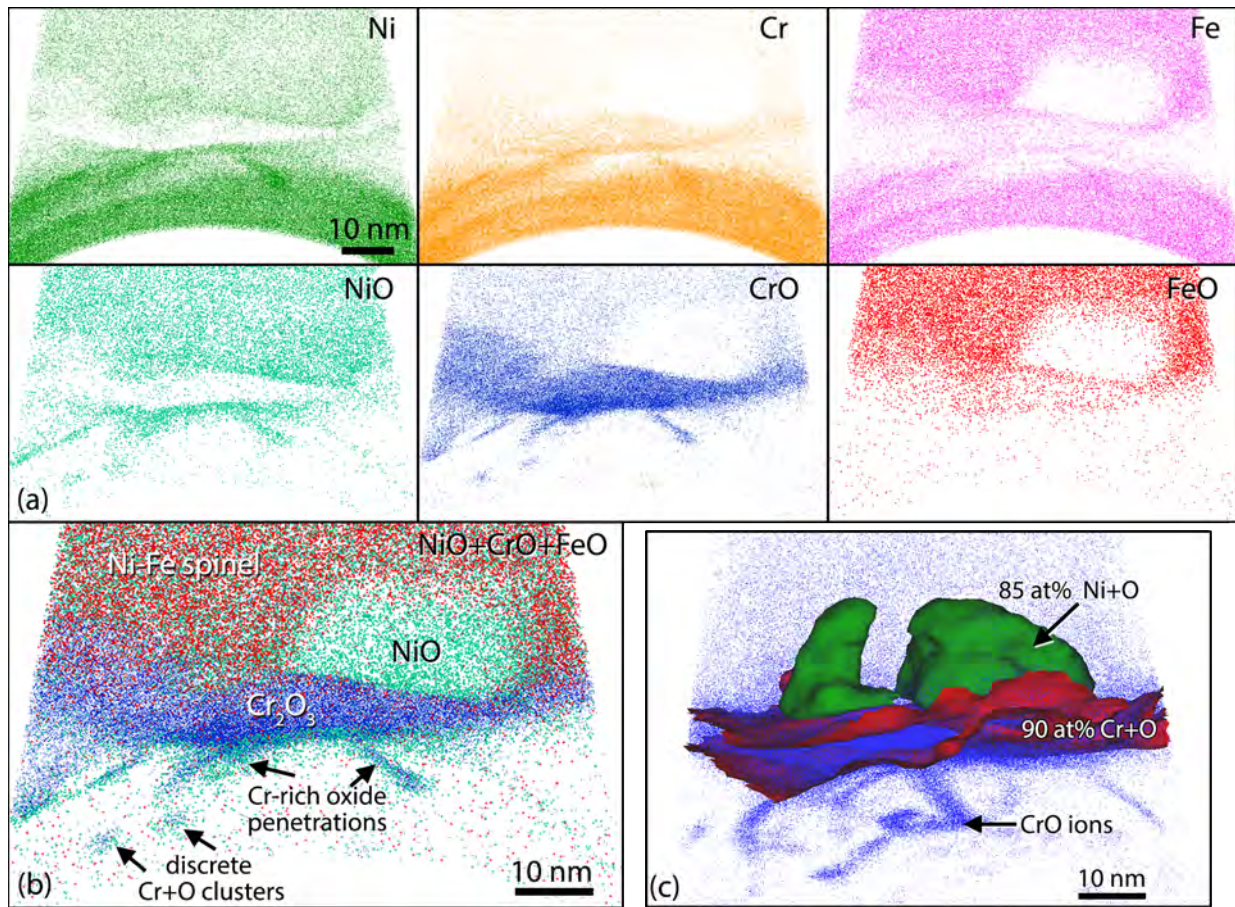 Ni
Cr
Fe
10 nm
NiO
CrO
FeO
(a)
NiO+CrO+FeO
Ni-Fe spinel
NiO
Cr₂O₃
Cr-rich oxide
penetrations
discrete
Cr+O clusters
10 nm
(b)
85 at% Ni+O
90 at% Cr+O
CrO ions
10 nm
(c)